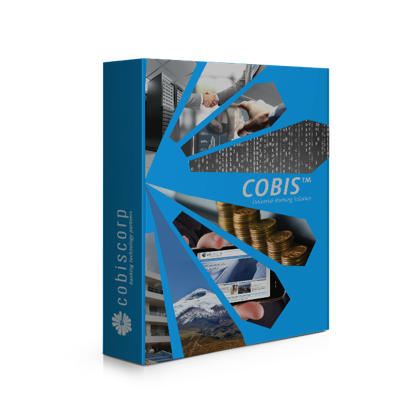 COBIS™
Universal Banking Solution
cobiscorp
banking technology partners